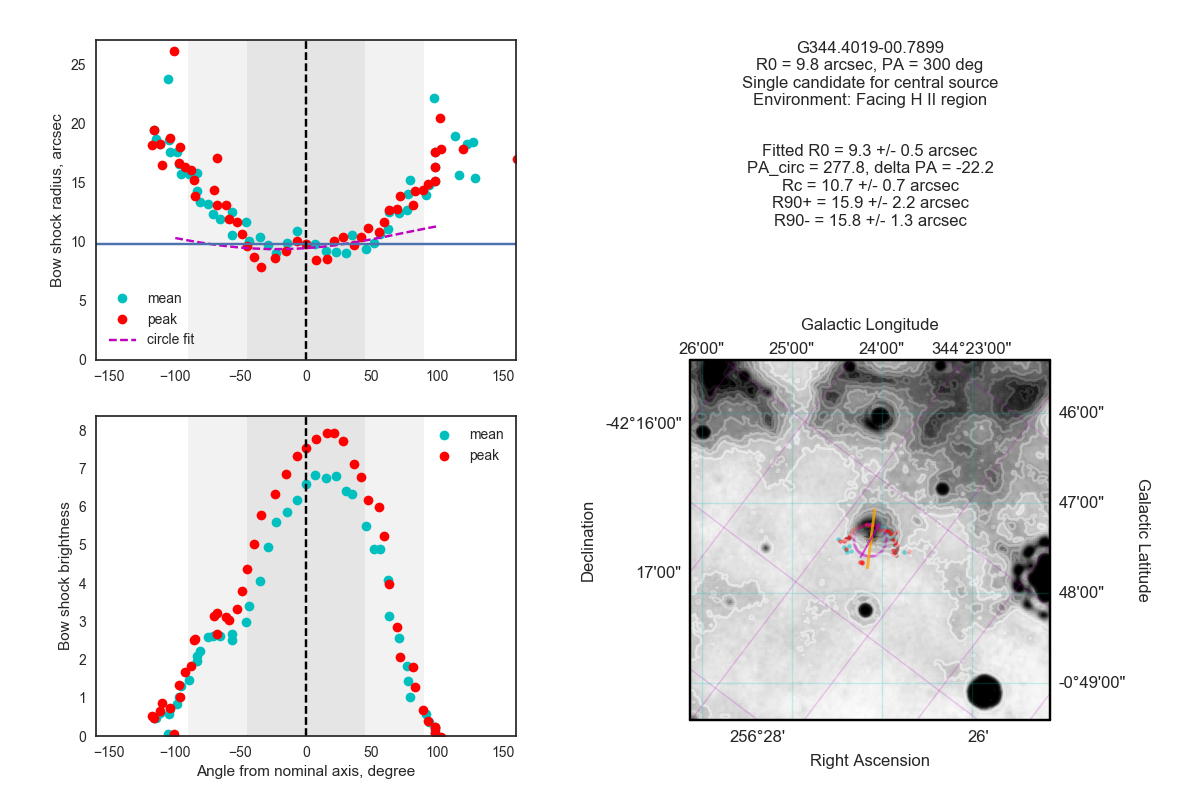 25
20
15
10
5
0
Bow shock radius, arcsec
mean
peak
circle fit
−150
−100
−50
0
50
100
150
8
7
6
5
4
3
2
1
0
Bow shock brightness
mean
peak
−150
−100
−50
0
50
100
150
Angle from nominal axis, degree
G344.4019-00.7899
R0 = 9.8 arcsec, PA = 300 deg
Single candidate for central source
Environment: Facing H II region
Fitted R0 = 9.3 +/- 0.5 arcsec
PA_circ = 277.8, delta PA = -22.2
Rc = 10.7 +/- 0.7 arcsec
R90+ = 15.9 +/- 2.2 arcsec
R90- = 15.8 +/- 1.3 arcsec
Galactic Longitude
26'00"
25'00"
24'00"
344°23'00"
-42°16'00"
17'00"
Declination
46'00"
47'00"
48'00"
-0°49'00"
Galactic Latitude
256°28'
26'
Right Ascension